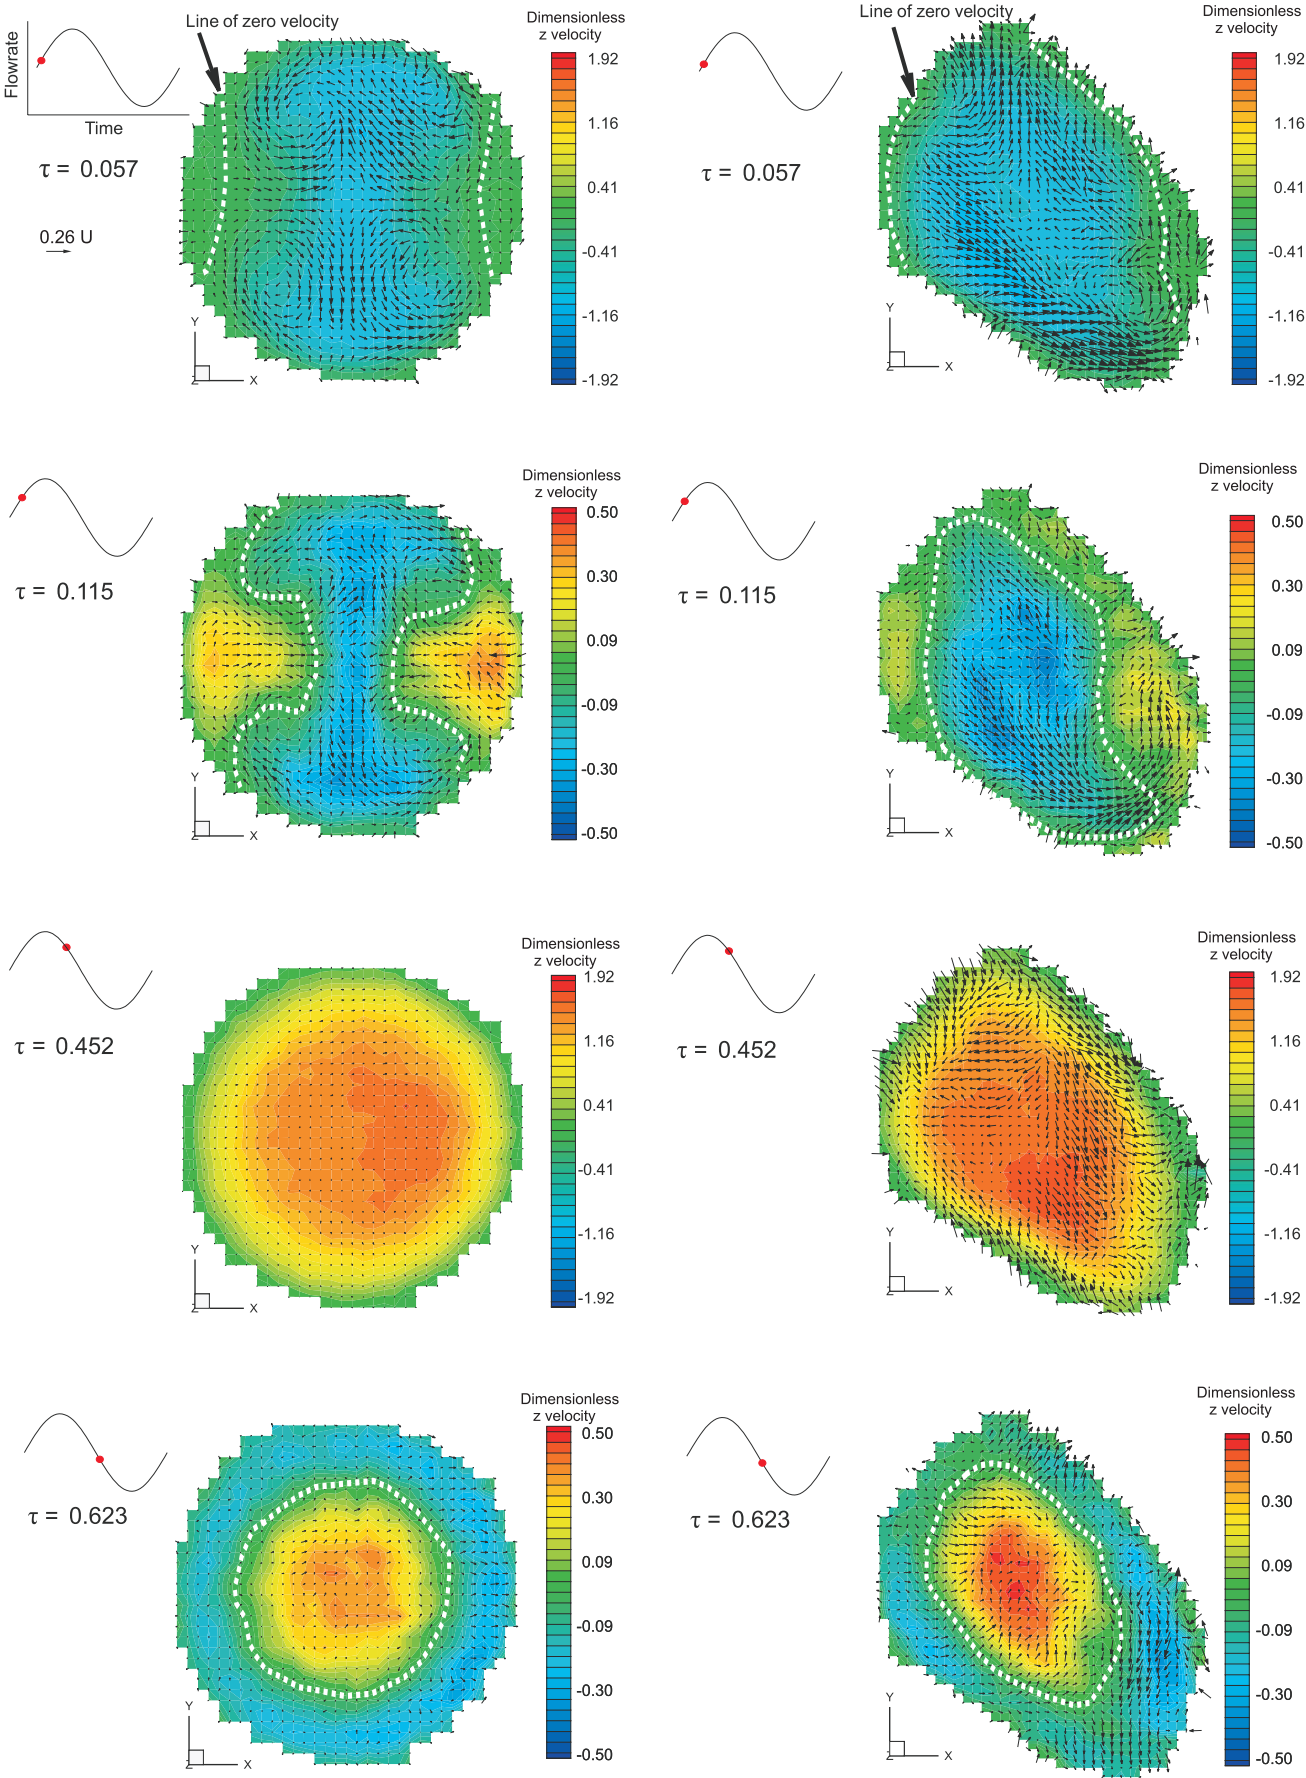 Line of zero velocity
Flowrate
Time
τ = 0.057
0.26 U
Y
Z
X
Dimensionless
z velocity
1.92
1.16
0.41
-0.41
-1.16
-1.92
Line of zero velocity
τ = 0.057
Y
Z
X
Dimensionless
z velocity
1.92
1.16
0.41
-0.41
-1.16
-1.92
τ = 0.115
Y
Z
X
Dimensionless
z velocity
0.50
0.30
0.09
-0.09
-0.30
-0.50
τ = 0.115
Y
Z
X
Dimensionless
z velocity
0.50
0.30
0.09
-0.09
-0.30
-0.50
τ = 0.452
Y
Z
X
Dimensionless
z velocity
1.92
1.16
0.41
-0.41
-1.16
-1.92
τ = 0.452
Y
Z
X
Dimensionless
z velocity
1.92
1.16
0.41
-0.41
-1.16
-1.92
τ = 0.623
Y
Z
X
Dimensionless
z velocity
0.50
0.30
0.09
-0.09
-0.30
-0.50
τ = 0.623
Y
Z
X
Dimensionless
z velocity
0.50
0.30
0.09
-0.09
-0.30
-0.50